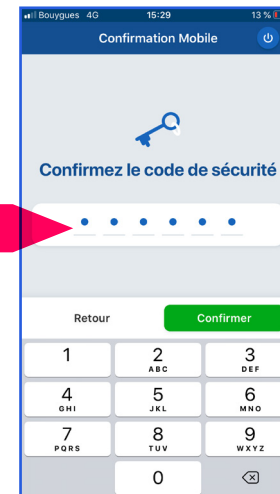 Bouygues 4G 15:29 13 %
Confirmation Mobile
Confirmez le code de sécurité
Retour Confirmer
1 2 3
ABC DEF
4 5 6
GHI JKL MNO
7 8 9
PQRS TUV WXYZ
0